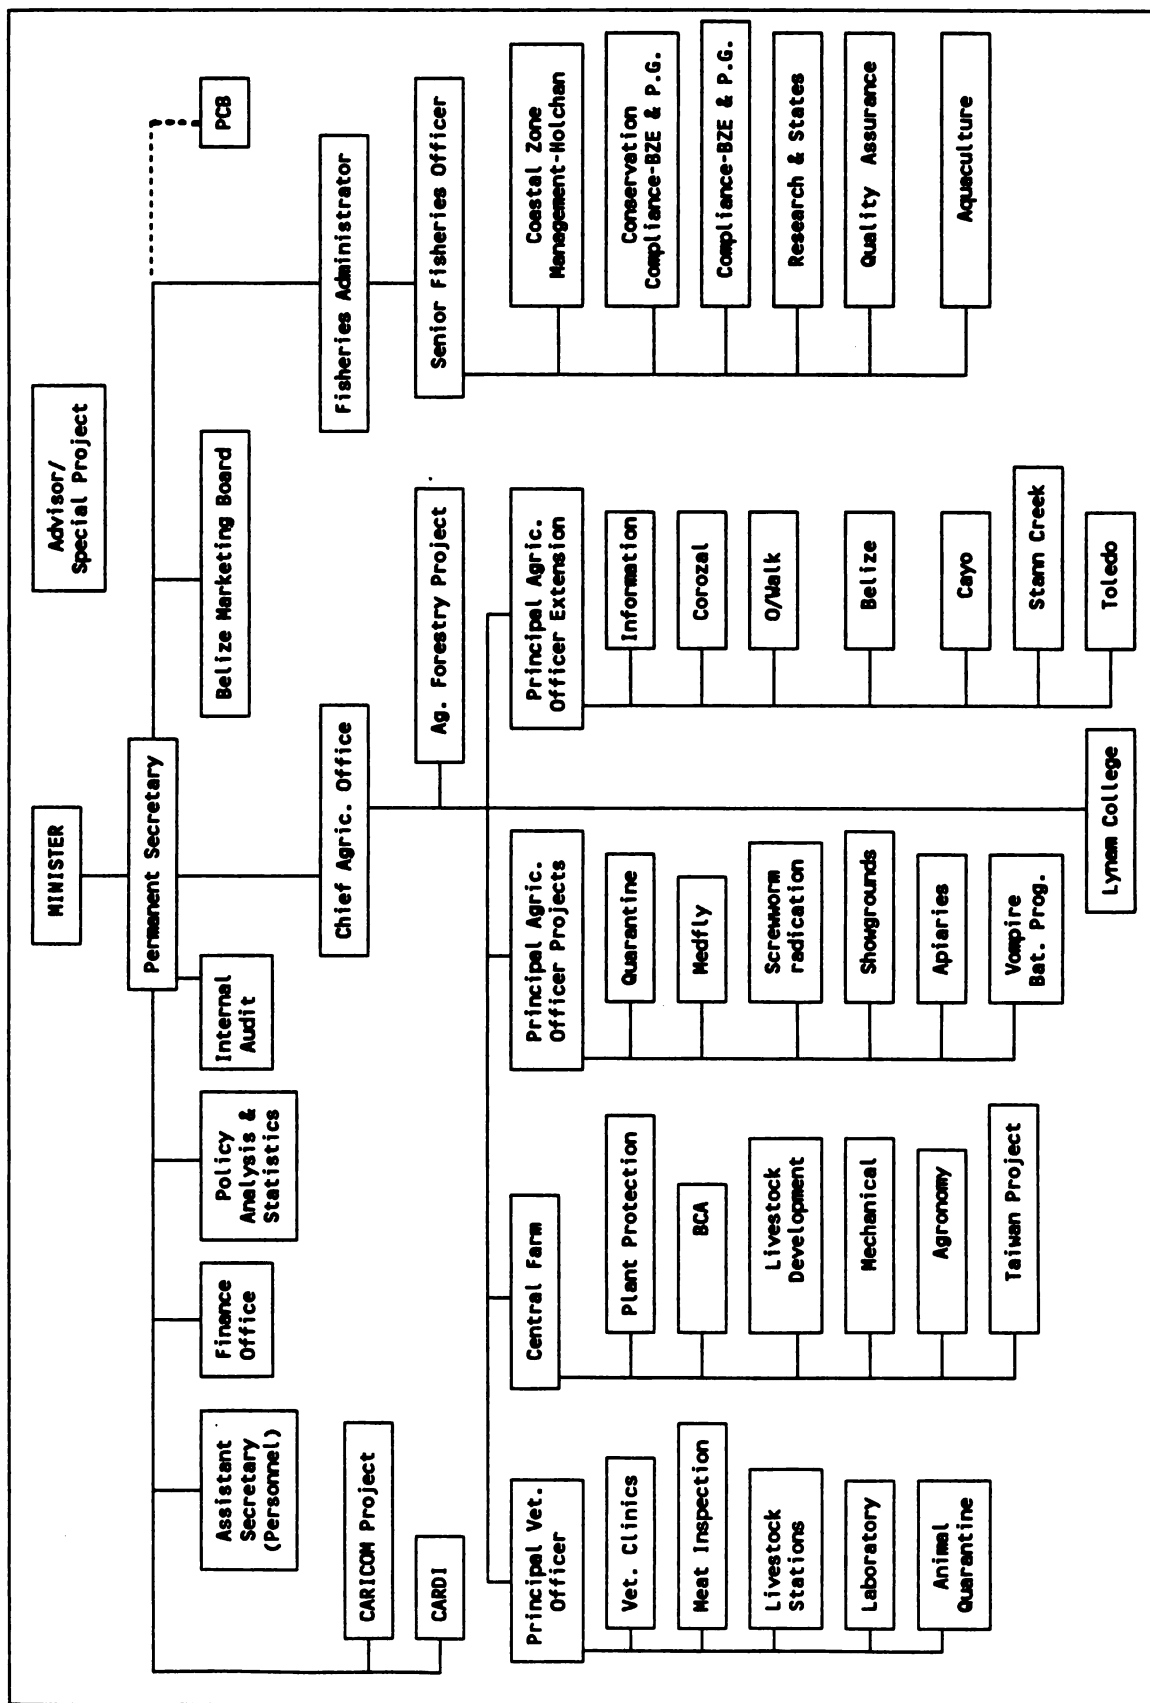 MINISTER
Advisor/
Special Project
Permanent Secretary
Assistant
Secretary
(Personnel)
Finance
Office
Policy
Analysis &
Statistics
Internal
Audit
Belize Marketing Board
PCB
CARICOM Project
CARDI
Chief Agric. Office
Ag. Forestry Project
Fisheries Administrator
Senior Fisheries Officer
Principal Vet.
Officer
Vet. Clinics
Meat Inspection
Livestock
Stations
Laboratory
Animal
Quarantine
Central Farm
Plant Protection
BCA
Livestock
Development
Mechanical
Agronomy
Taiwan Project
Principal Agric.
Officer Projects
Quarantine
Medfly
Screwworm
radication
Showgrounds
Apiaries
Vompire
Bat. Prog.
Lynam College
Principal Agric.
Officer Extension
Information
Corozal
O/Walk
Belize
Cayo
Stann Creek
Toledo
Coastal Zone
Management-Holchan
Conservation
Compliance-BZE & P.G.
Compliance-BZE & P.G.
Research & States
Quality Assurance
Aquaculture